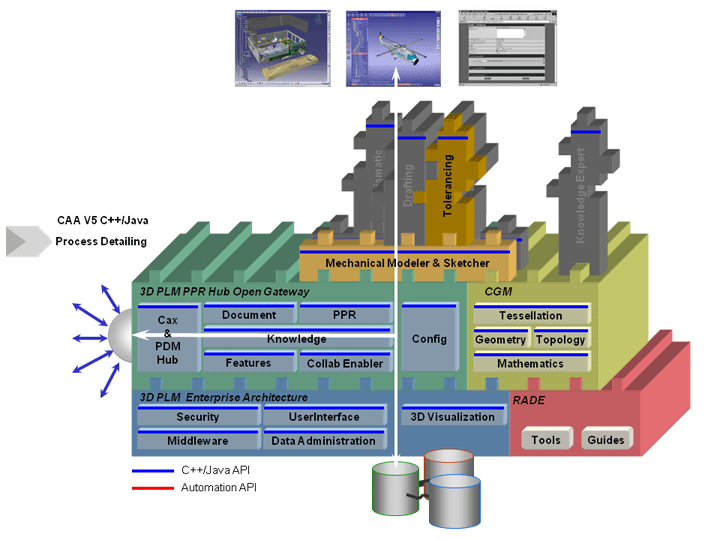 Drafting
Tolerancing
Knowledge Expert
CAA V5 C++/Java
Process Detailing
Mechanical Modeler & Sketcher
3D PLM PPR Hub Open Gateway
CGM
Cax
&
PDM
Hub
Document
PPR
Knowledge
Features
Collab Enabler
Config
Tessellation
Geometry
Topology
Mathematics
3D PLM Enterprise Architecture
RADE
Security
UserInterface
3D Visualization
Middleware
Data Administration
Tools
Guides
C++/Java API
Automation API